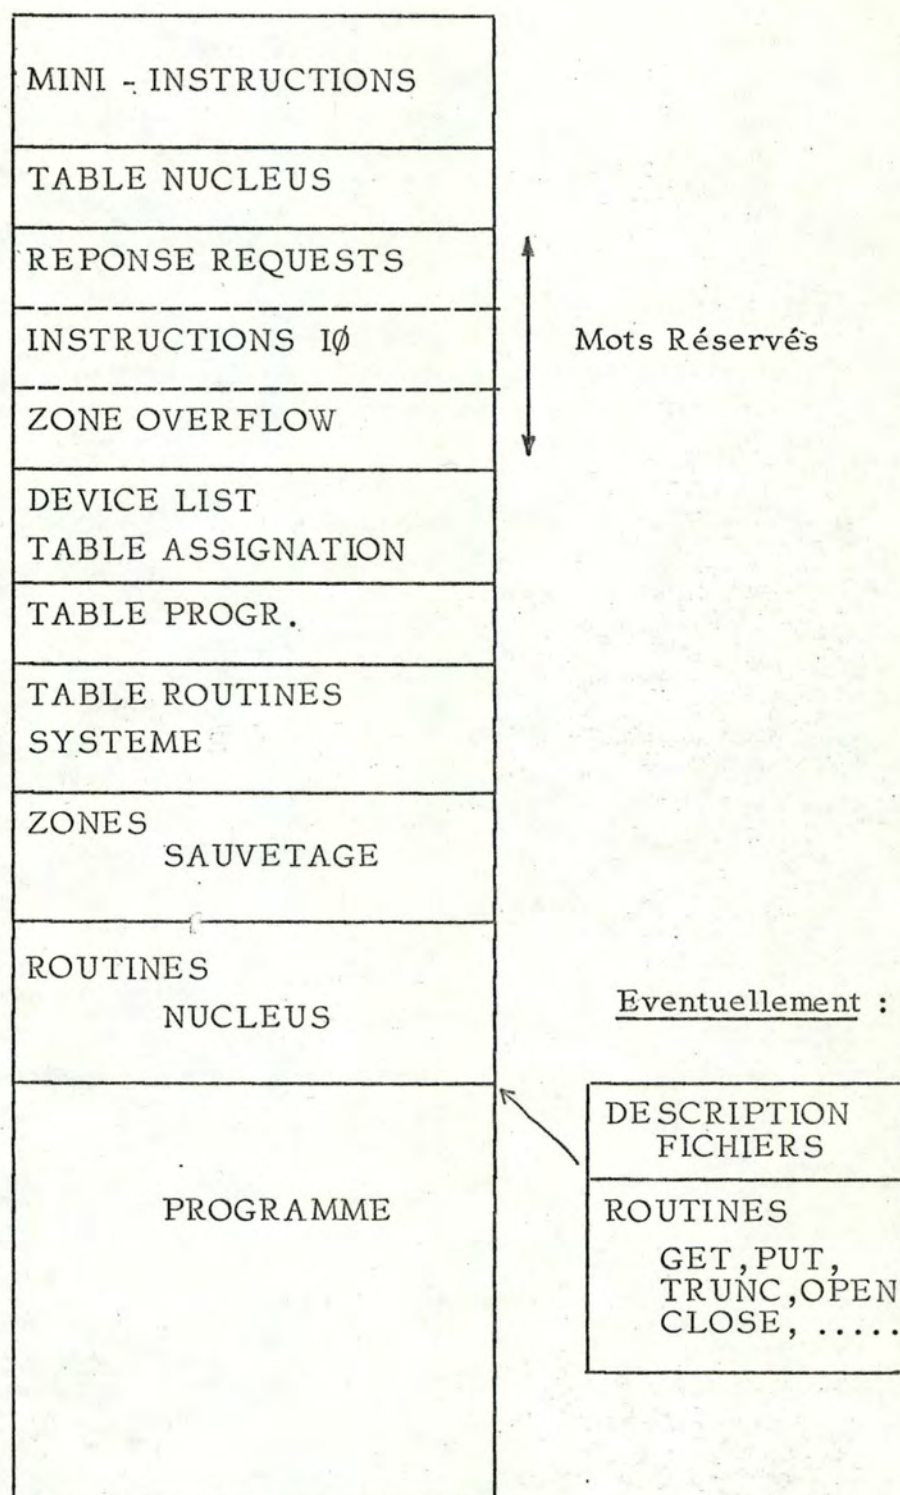 MINI - INSTRUCTIONS
TABLE NUCLEUS
REPONSE REQUESTS
INSTRUCTIONS IØ
Mots Réservés
ZONE OVERFLOW
DEVICE LIST
TABLE ASSIGNATION
TABLE PROGR.
TABLE ROUTINES
SYSTEME
ZONES
SAUVETAGE
ROUTINES
NUCLEUS
Eventuellement :
DESCRIPTION
FICHIERS
PROGRAMME
ROUTINES
GET,PUT,
TRUNC,OPEN
CLOSE, .....